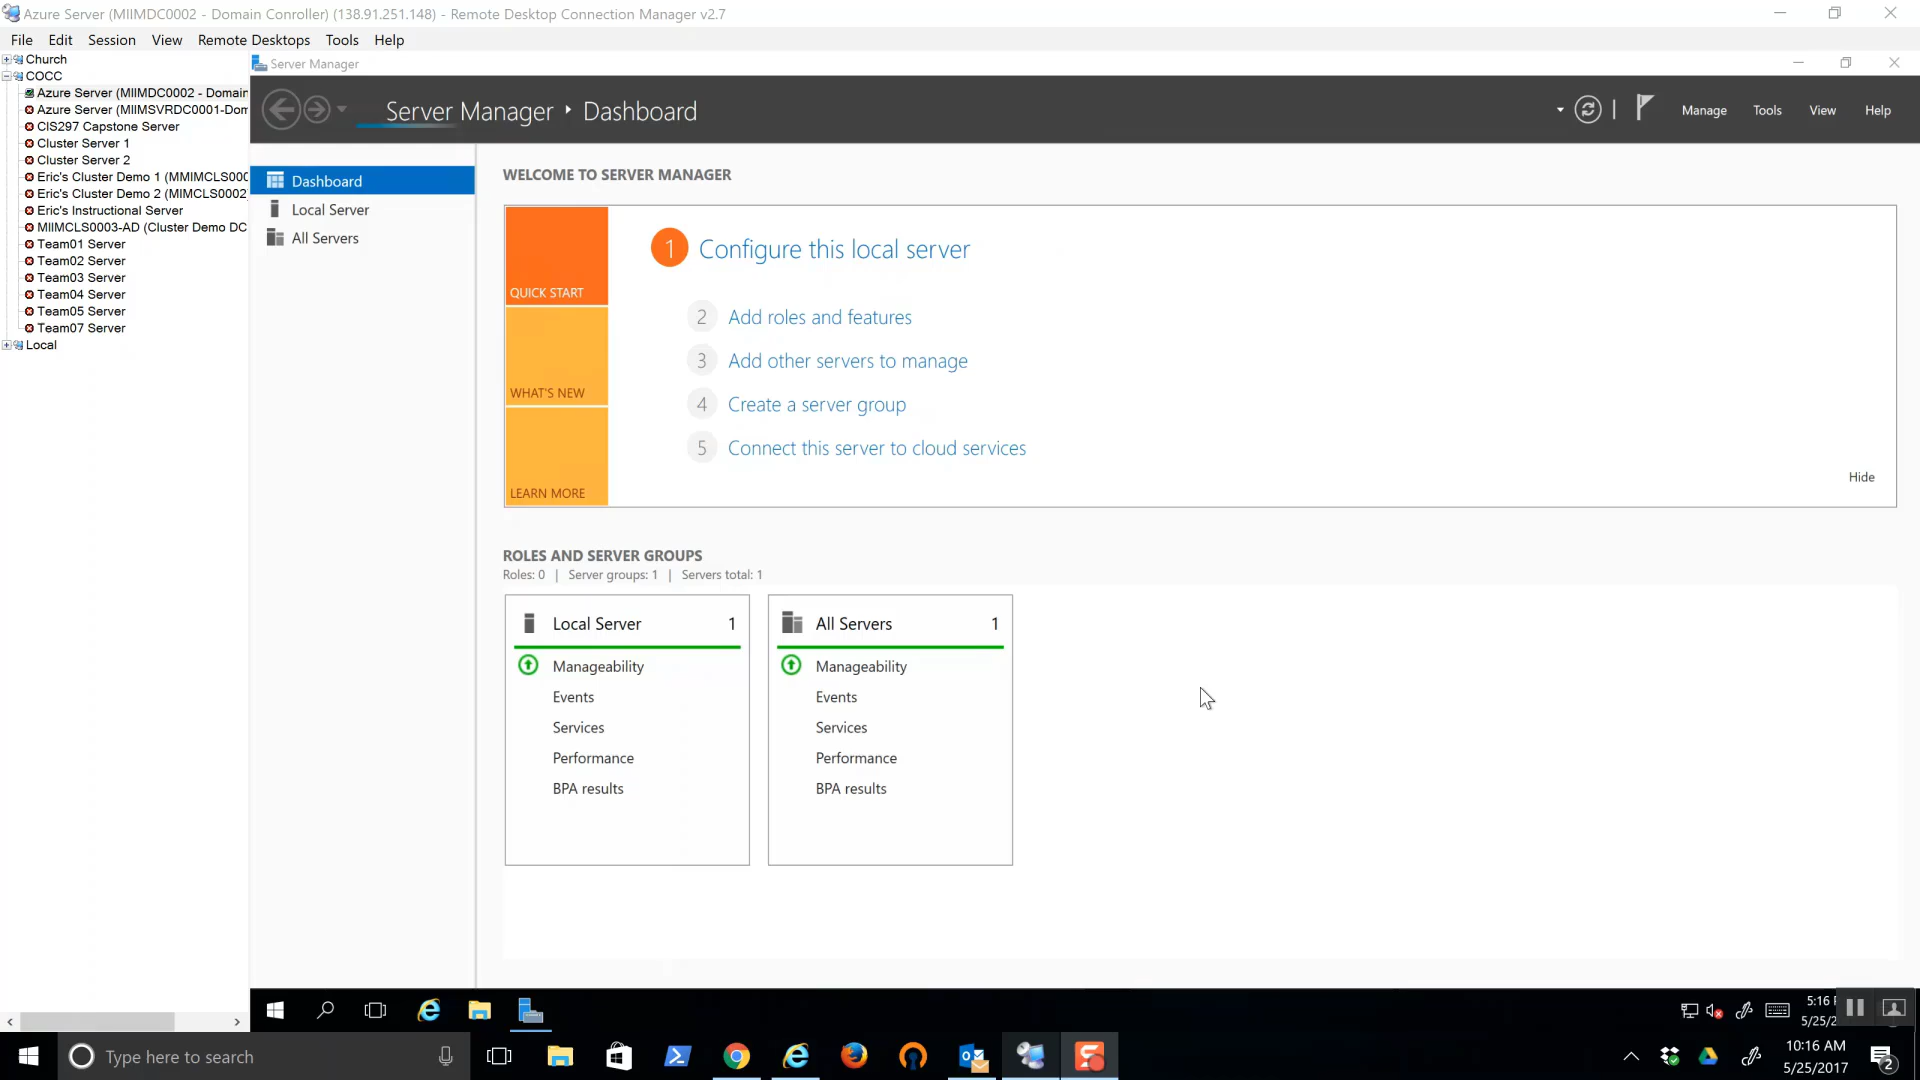 Azure Server (MIIMDC0002 - Domain Conroller) (138.91.251.148) - Remote Desktop Connection Manager v2.7
File Edit Session View Remote Desktops Tools Help
Church
COCC
Azure Server (MIIMDC0002 - Domain
Azure Server (MIIMSVRDC0001-Dom
CIS297 Capstone Server
Cluster Server 1
Cluster Server 2
Eric's Cluster Demo 1 (MMIMCLS000
Eric's Cluster Demo 2 (MIMCLS0002
Eric's Instructional Server
MIIMCLS0003-AD (Cluster Demo DC
Team01 Server
Team02 Server
Team03 Server
Team04 Server
Team05 Server
Team07 Server
Local
Server Manager
Server Manager ‣ Dashboard
Manage Tools View Help
Dashboard
Local Server
All Servers
WELCOME TO SERVER MANAGER
QUICK START
WHAT'S NEW
LEARN MORE
1 Configure this local server
2 Add roles and features
3 Add other servers to manage
4 Create a server group
5 Connect this server to cloud services
Hide
ROLES AND SERVER GROUPS
Roles: 0 | Server groups: 1 | Servers total: 1
Local Server 1
Manageability
Events
Services
Performance
BPA results
All Servers 1
Manageability
Events
Services
Performance
BPA results
5:16
5/25/2
Type here to search
10:16 AM
5/25/2017
2